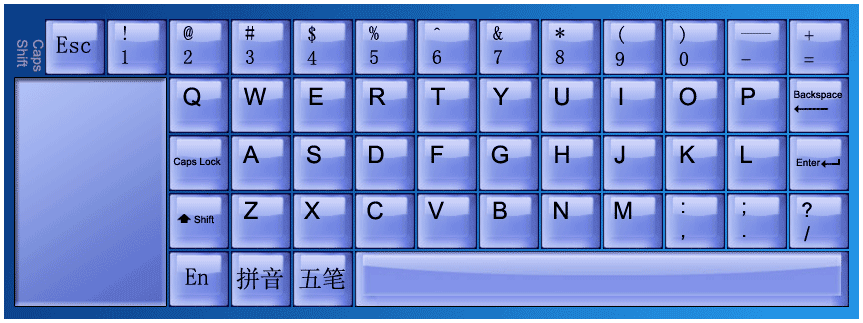 Caps
Shift
Esc ! @ # $ % ^ & * ( ) — +
1 2 3 4 5 6 7 8 9 0 - =
Q W E R T Y U I O P Backspace
Caps Lock A S D F G H J K L Enter
Shift Z X C V B N M : ; ?
, . /
En 拼音 五笔